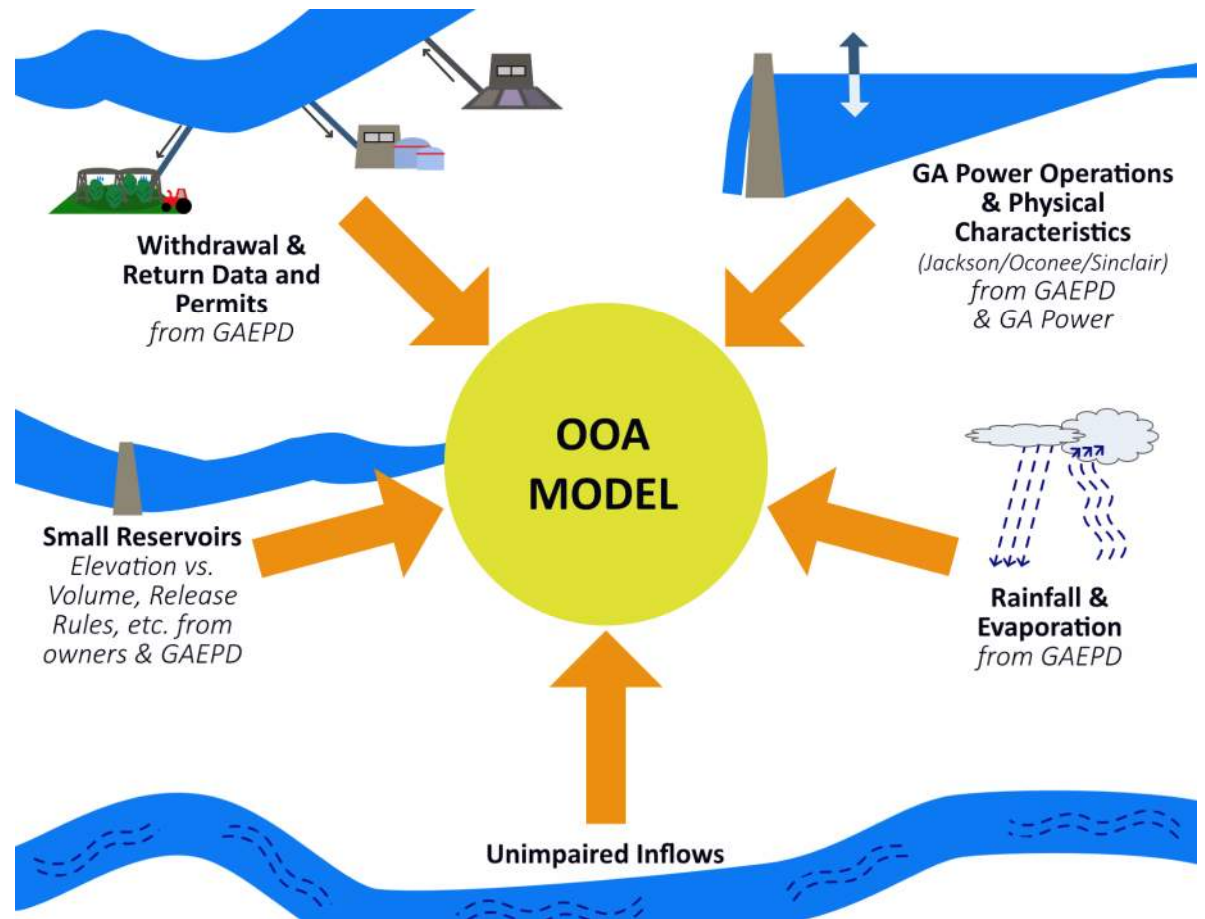 Withdrawal &
Return Data and
Permits
from GAEPD
GA Power Operations
& Physical
Characteristics
(Jackson/Oconee/Sinclair)
from GAEPD
& GA Power
OOA
MODEL
Small Reservoirs
Elevation vs.
Volume, Release
Rules, etc. from
owners & GAEPD
Rainfall &
Evaporation
from GAEPD
Unimpaired Inflows